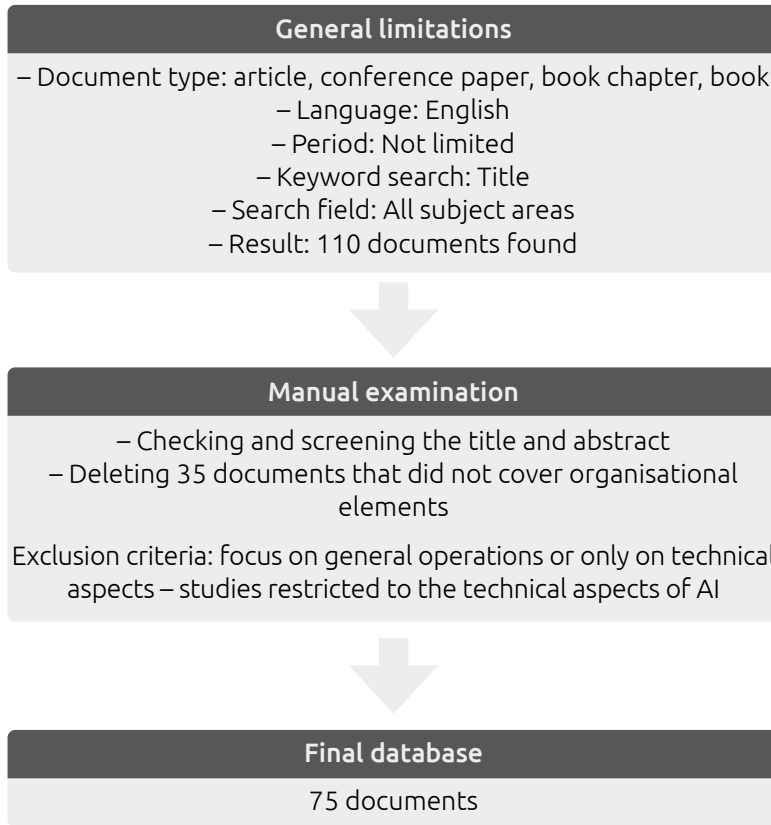 General limitations
– Document type: article, conference paper, book chapter, book
– Language: English
– Period: Not limited
– Keyword search: Title
– Search field: All subject areas
– Result: 110 documents found
Manual examination
– Checking and screening the title and abstract
– Deleting 35 documents that did not cover organisational
elements
Exclusion criteria: focus on general operations or only on technical
aspects – studies restricted to the technical aspects of AI
Final database
75 documents